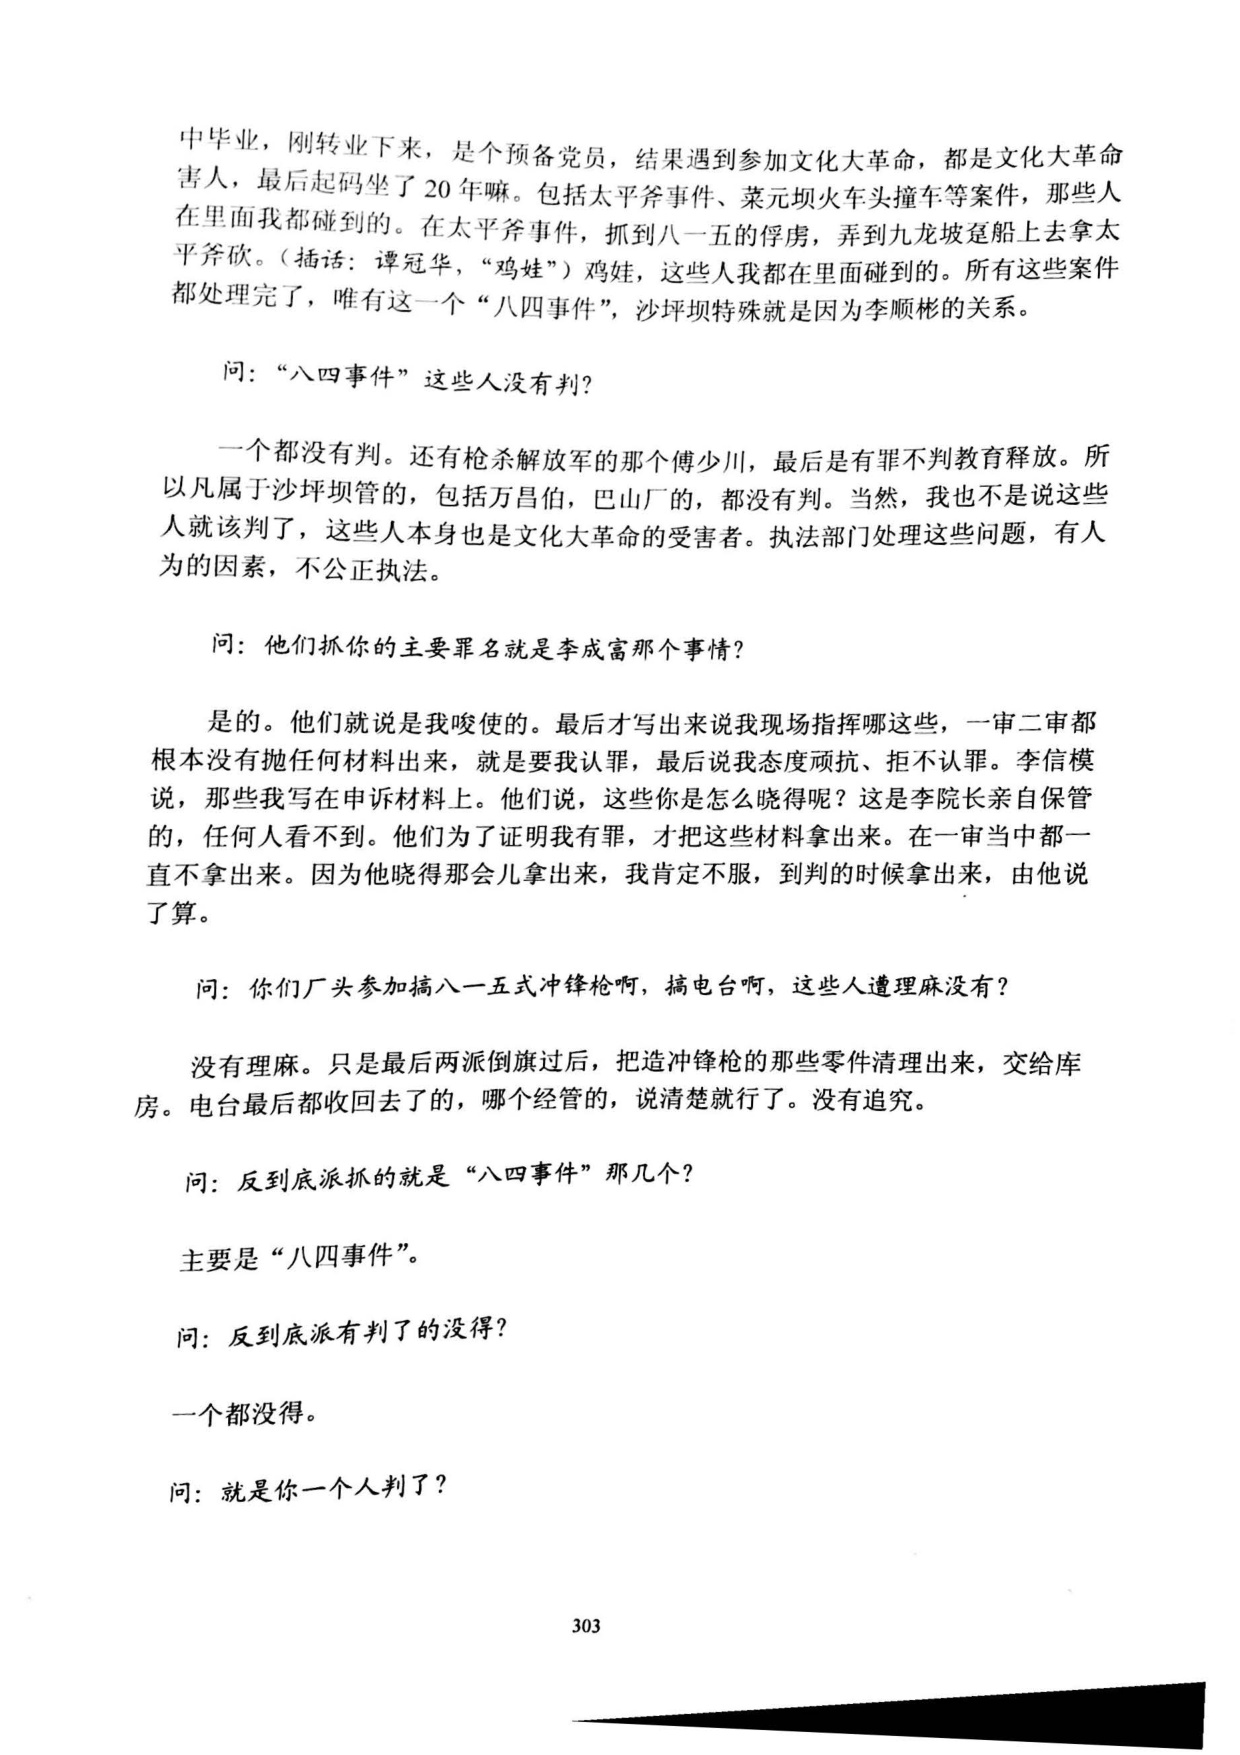 中毕业，刚转业下来，是个预备党员，结果遇到参加文化大革命，都是文化大革命
害人，最后起码坐了 20 年嘛。包括太平斧事件、菜元坝火车头撞车等案件，那些人
在里面我都碰到的。在太平斧事件，抓到八一五的俘虏，弄到九龙坡趸船上去拿太
平斧砍。（插话：谭冠华，“鸡娃”）鸡娃，这些人我都在里面碰到的。所有这些案件
都处理完了，唯有这一个“八四事件”，沙坪坝特殊就是因为李顺彬的关系。
问：“八四事件”这些人没有判？
一个都没有判。还有枪杀解放军的那个傅少川，最后是有罪不判教育释放。所
以凡属于沙坪坝管的，包括万昌伯，巴山厂的，都没有判。当然，我也不是说这些
人就该判了，这些人本身也是文化大革命的受害者。执法部门处理这些问题，有人
为的因素，不公正执法。
问：他们抓你的主要罪名就是李成富那个事情？
是的。他们就说是我唆使的。最后才写出来说我现场指挥哪这些，一审二审都
根本没有抛任何材料出来，就是要我认罪，最后说我态度顽抗、拒不认罪。李信模
说，那些我写在申诉材料上。他们说，这些你是怎么晓得呢？这是李院长亲自保管
的，任何人看不到。他们为了证明我有罪，才把这些材料拿出来。在一审当中都一
直不拿出来。因为他晓得那会儿拿出来，我肯定不服，到判的时候拿出来，由他说
了算。
问：你们厂头参加搞八一五式冲锋枪啊，搞电台啊，这些人遭理麻没有？
没有理麻。只是最后两派倒旗过后，把造冲锋枪的那些零件清理出来，交给库
房。电台最后都收回去了的，哪个经管的，说清楚就行了。没有追究。
问：反到底派抓的就是“八四事件”那几个？
主要是“八四事件”。
问：反到底派有判了的没得？
一个都没得。
问：就是你一个人判了？
303